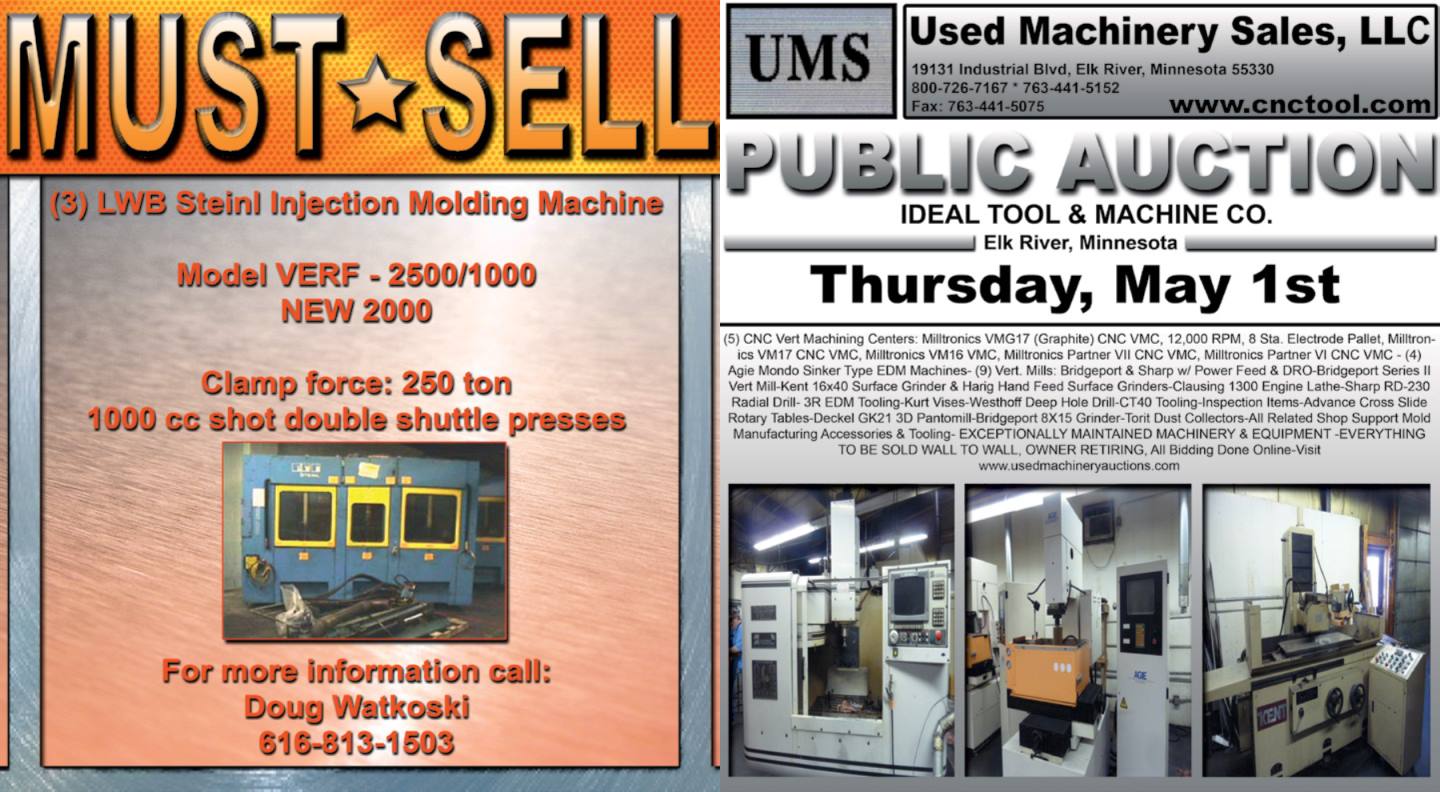 MUST SELL
(3) LWB Steinl Injection Molding Machine
Model VERF - 2500/1000
NEW 2000
Clamp force: 250 ton
1000 cc shot double shuttle presses
For more information call:
Doug Watkoski
616-813-1503
UMS
Used Machinery Sales, LLC
19131 Industrial Blvd, Elk River, Minnesota 55330
800-726-7167 * 763-441-5152
Fax: 763-441-5075
www.cnctool.com
PUBLIC AUCTION
IDEAL TOOL & MACHINE CO.
Elk River, Minnesota
Thursday, May 1st
(5) CNC Vert Machining Centers: Milltronics VMG17 (Graphite) CNC VMC, 12,000 RPM, 8 Sta. Electrode Pallet, Milltron-
ics VM17 CNC VMC, Milltronics VM16 VMC, Milltronics Partner VII CNC VMC, Milltronics Partner VI CNC VMC - (4)
Agie Mondo Sinker Type EDM Machines- (9) Vert. Mills: Bridgeport & Sharp w/ Power Feed & DRO-Bridgeport Series II
Vert Mill-Kent 16x40 Surface Grinder & Harig Hand Feed Surface Grinders-Clausing 1300 Engine Lathe-Sharp RD-230
Radial Drill- 3R EDM Tooling-Kurt Vises-Westhoff Deep Hole Drill-CT40 Tooling-Inspection Items-Advance Cross Slide
Rotary Tables-Deckel GK21 3D Pantomill-Bridgeport 8X15 Grinder-Torit Dust Collectors-All Related Shop Support Mold
Manufacturing Accessories & Tooling- EXCEPTIONALLY MAINTAINED MACHINERY & EQUIPMENT -EVERYTHING
TO BE SOLD WALL TO WALL, OWNER RETIRING, All Bidding Done Online-Visit
www.usedmachineryauctions.com
AGIE
KENT